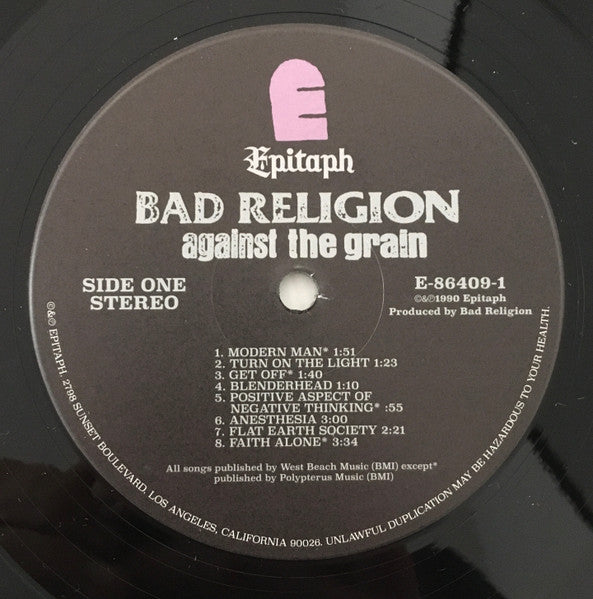 E
Epitaph
BAD RELIGION
against the grain
SIDE ONE
STEREO
E-86409-1
©&℗1990 Epitaph
Produced by Bad Religion
1. MODERN MAN* 1:51
2. TURN ON THE LIGHT 1:23
3. GET OFF* 1:40
4. BLENDERHEAD 1:10
5. POSITIVE ASPECT OF
NEGATIVE THINKING* :55
6. ANESTHESIA 3:00
7. FLAT EARTH SOCIETY 2:21
8. FAITH ALONE* 3:34
All songs published by West Beach Music (BMI) except*
published by Polypterus Music (BMI)
©&℗ EPITAPH. 2798 SUNSET BOULEVARD, LOS ANGELES, CALIFORNIA 90026. UNLAWFUL DUPLICATION MAY BE HAZARDOUS TO YOUR HEALTH.